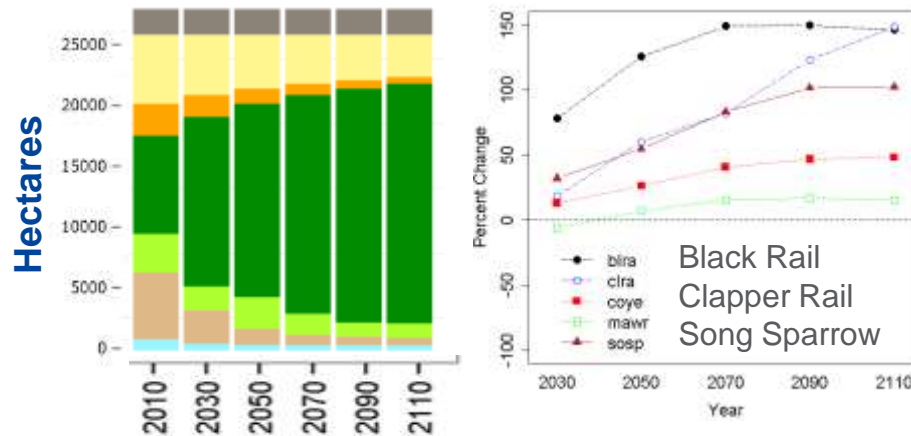 Hectares
25000
20000
15000
10000
5000
0
2010
2030
2050
2070
2090
2110
Percent Change
150
100
50
0
-50
-100
blra
clra
coye
mawr
sosp
Black Rail
Clapper Rail
Song Sparrow
2030
2050
2070
2090
2110
Year